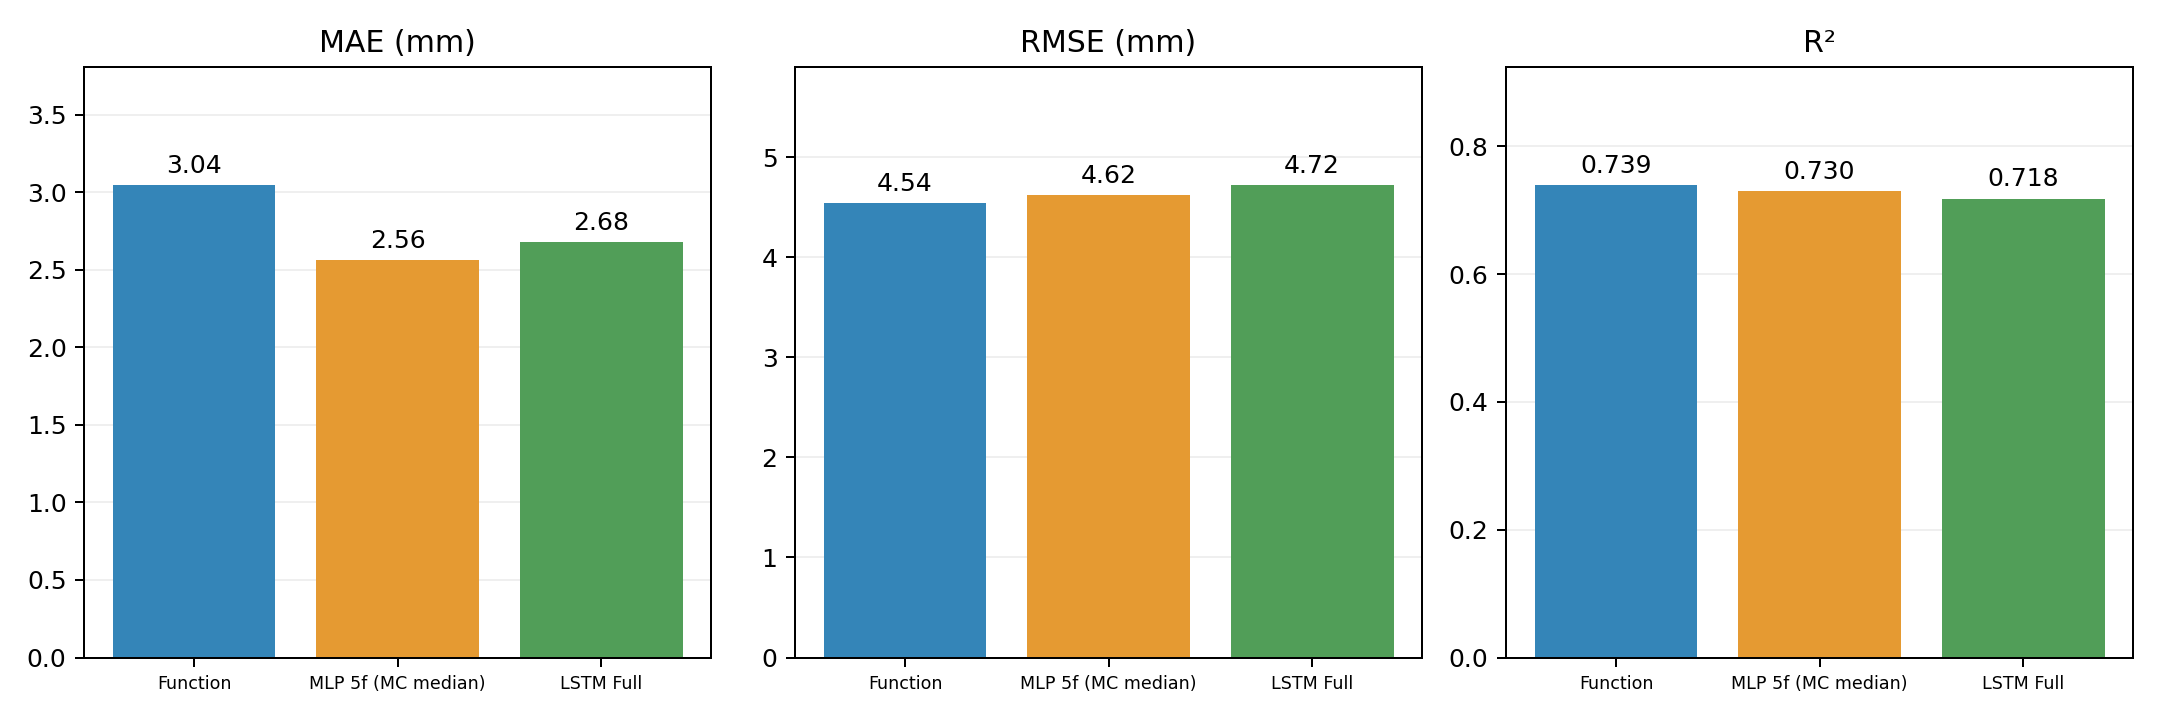 MAE (mm)
3.5
3.0
2.5
2.0
1.5
1.0
0.5
0.0
3.04
2.56
2.68
Function
MLP 5f (MC median)
LSTM Full
RMSE (mm)
5
4
3
2
1
0
4.54
4.62
4.72
Function
MLP 5f (MC median)
LSTM Full
R²
0.8
0.6
0.4
0.2
0.0
0.739
0.730
0.718
Function
MLP 5f (MC median)
LSTM Full